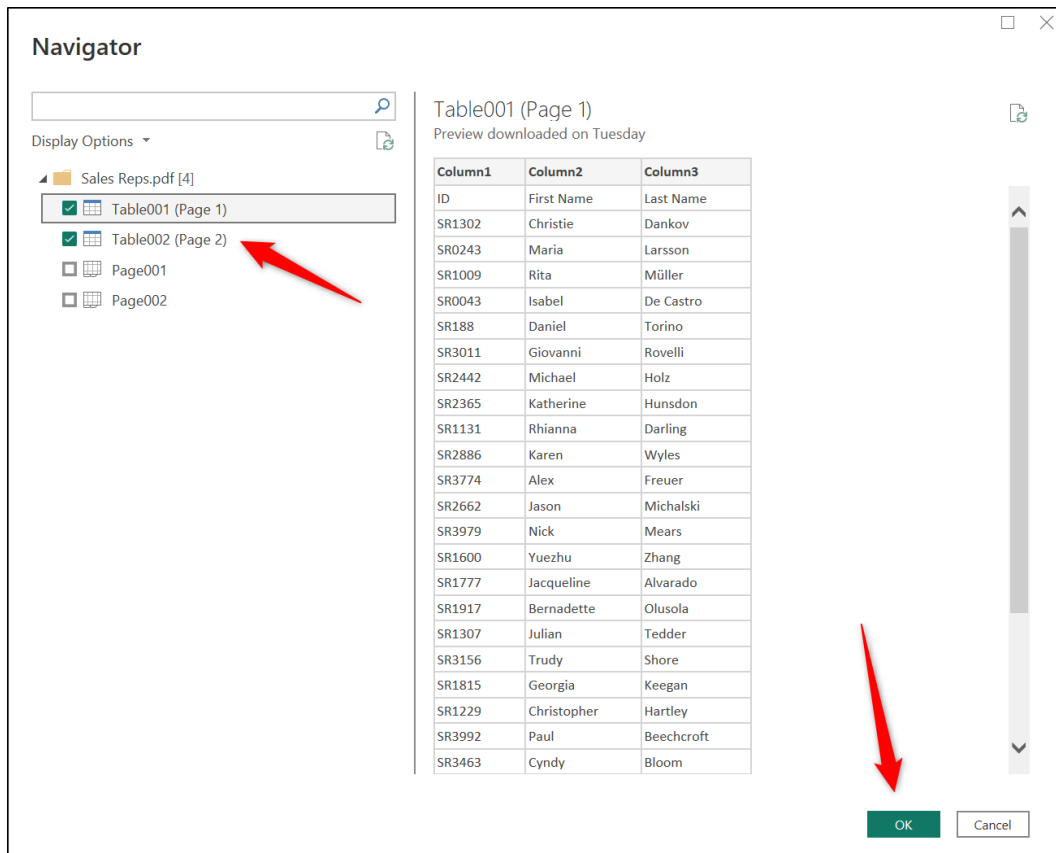 Navigator
Display Options
Sales Reps.pdf [4]
Table001 (Page 1)
Table002 (Page 2)
Page001
Page002
Table001 (Page 1)
Preview downloaded on Tuesday
Column1 Column2 Column3
ID First Name Last Name
SR1302 Christie Dankov
SR0243 Maria Larsson
SR1009 Rita Müller
SR0043 Isabel De Castro
SR188 Daniel Torino
SR3011 Giovanni Rovelli
SR2442 Michael Holz
SR2365 Katherine Hunsdon
SR1131 Rhianna Darling
SR2886 Karen Wyles
SR3774 Alex Freuer
SR2662 Jason Michalski
SR3979 Nick Mears
SR1600 Yuezhu Zhang
SR1777 Jacqueline Alvarado
SR1917 Bernadette Olusola
SR1307 Julian Tedder
SR3156 Trudy Shore
SR1815 Georgia Keegan
SR1229 Christopher Hartley
SR3992 Paul Beechcroft
SR3463 Cyndy Bloom
OK Cancel